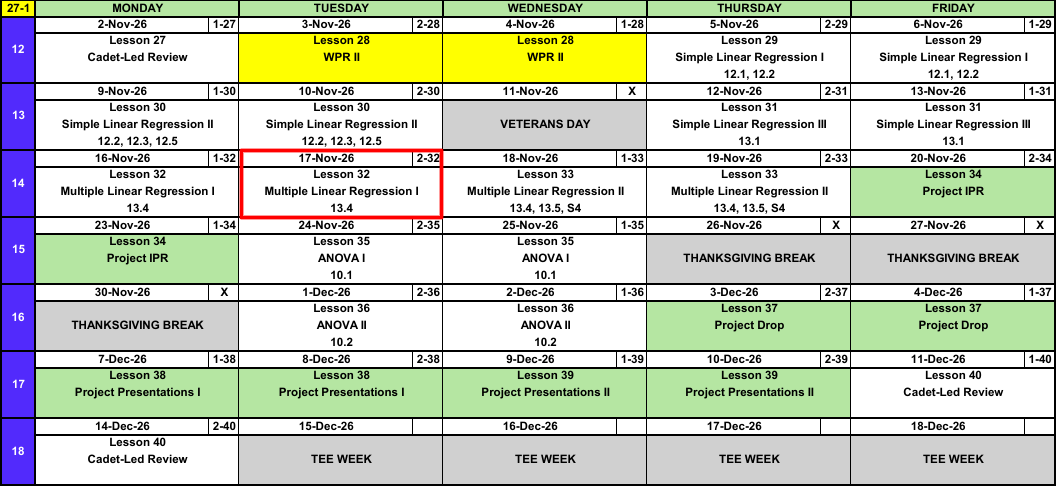 27-1 MONDAY TUESDAY WEDNESDAY THURSDAY FRIDAY
2-Nov-26 1-27 3-Nov-26 2-28 4-Nov-26 1-28 5-Nov-26 2-29 6-Nov-26 1-29
12
Lesson 27 Lesson 28 Lesson 28 Lesson 29 Lesson 29
Cadet-Led Review WPR II WPR II Simple Linear Regression I Simple Linear Regression I
12.1, 12.2 12.1, 12.2
9-Nov-26 1-30 10-Nov-26 2-30 11-Nov-26 X 12-Nov-26 2-31 13-Nov-26 1-31
13
Lesson 30 Lesson 30 Lesson 31 Lesson 31
Simple Linear Regression II Simple Linear Regression II VETERANS DAY Simple Linear Regression III Simple Linear Regression III
12.2, 12.3, 12.5 12.2, 12.3, 12.5 13.1 13.1
16-Nov-26 1-32 17-Nov-26 2-32 18-Nov-26 1-33 19-Nov-26 2-33 20-Nov-26 2-34
14
Lesson 32 Lesson 32 Lesson 33 Lesson 33 Lesson 34
Multiple Linear Regression I Multiple Linear Regression I Multiple Linear Regression II Multiple Linear Regression II Project IPR
13.4 13.4 13.4, 13.5, S4 13.4, 13.5, S4
23-Nov-26 1-34 24-Nov-26 2-35 25-Nov-26 1-35 26-Nov-26 X 27-Nov-26 X
15
Lesson 34 Lesson 35 Lesson 35
Project IPR ANOVA I ANOVA I THANKSGIVING BREAK THANKSGIVING BREAK
10.1 10.1
30-Nov-26 X 1-Dec-26 2-36 2-Dec-26 1-36 3-Dec-26 2-37 4-Dec-26 1-37
16
Lesson 36 Lesson 36 Lesson 37 Lesson 37
THANKSGIVING BREAK ANOVA II ANOVA II Project Drop Project Drop
10.2 10.2
7-Dec-26 1-38 8-Dec-26 2-38 9-Dec-26 1-39 10-Dec-26 2-39 11-Dec-26 1-40
17
Lesson 38 Lesson 38 Lesson 39 Lesson 39 Lesson 40
Project Presentations I Project Presentations I Project Presentations II Project Presentations II Cadet-Led Review
14-Dec-26 2-40 15-Dec-26 16-Dec-26 17-Dec-26 18-Dec-26
18
Lesson 40
Cadet-Led Review TEE WEEK TEE WEEK TEE WEEK TEE WEEK